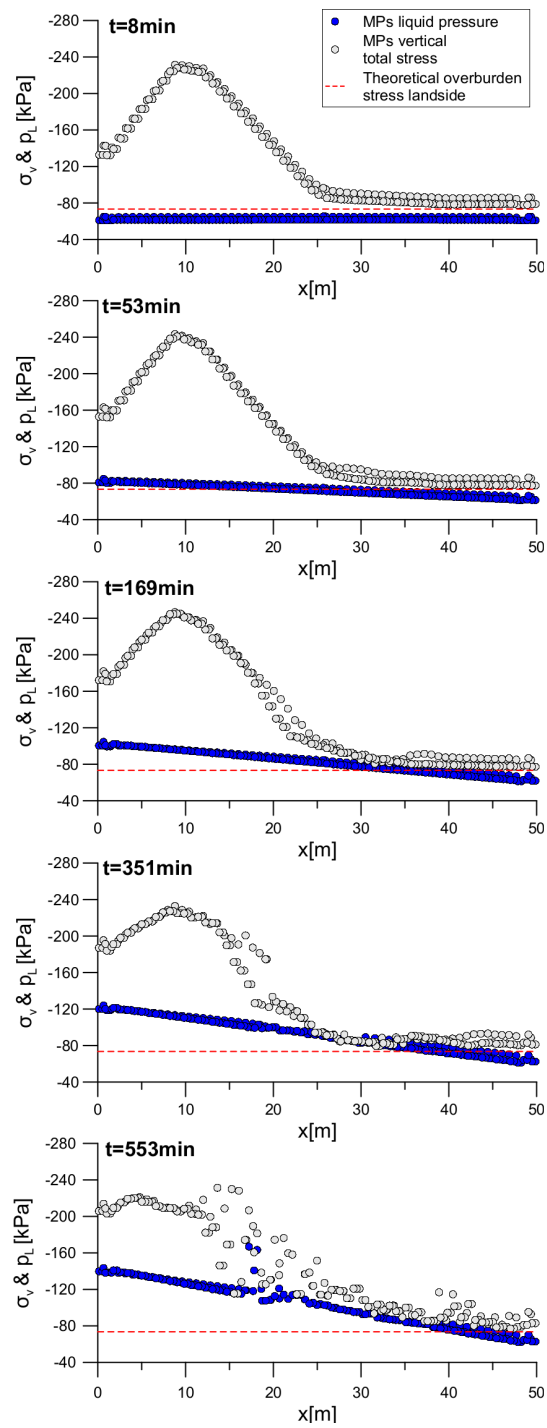 t=8min
MPs liquid pressure
MPs vertical
total stress
Theoretical overburden
stress landside
-280
-240
-200
-160
-120
-80
-40
σv & pL [kPa]
0 10 20 30 40 50
x[m]
t=53min
-280
-240
-200
-160
-120
-80
-40
σv & pL [kPa]
0 10 20 30 40 50
x[m]
t=169min
-280
-240
-200
-160
-120
-80
-40
σv & pL [kPa]
0 10 20 30 40 50
x[m]
t=351min
-280
-240
-200
-160
-120
-80
-40
σv & pL [kPa]
0 10 20 30 40 50
x[m]
t=553min
-280
-240
-200
-160
-120
-80
-40
σv & pL [kPa]
0 10 20 30 40 50
x[m]